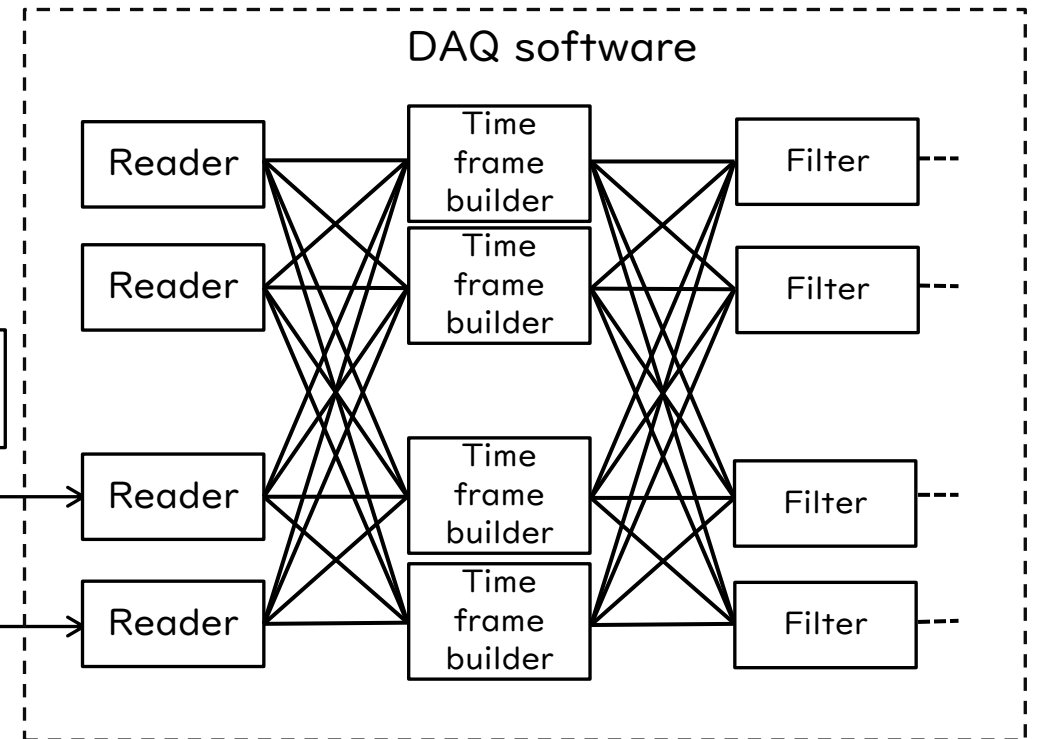 DAQ software
Reader
Time
frame
builder
Filter
Reader
Time
frame
builder
Filter
Reader
Time
frame
builder
Filter
Reader
Time
frame
builder
Filter